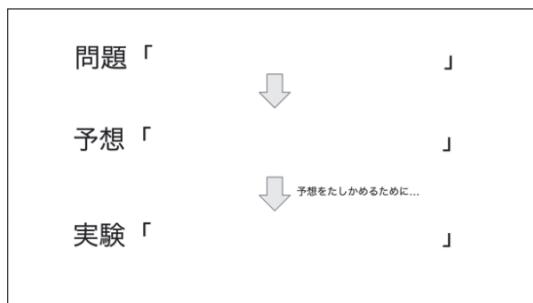 問題「　　　　　　　　　　」
予想「　　　　　　　　　　」
予想をたしかめるために…
実験「　　　　　　　　　　」